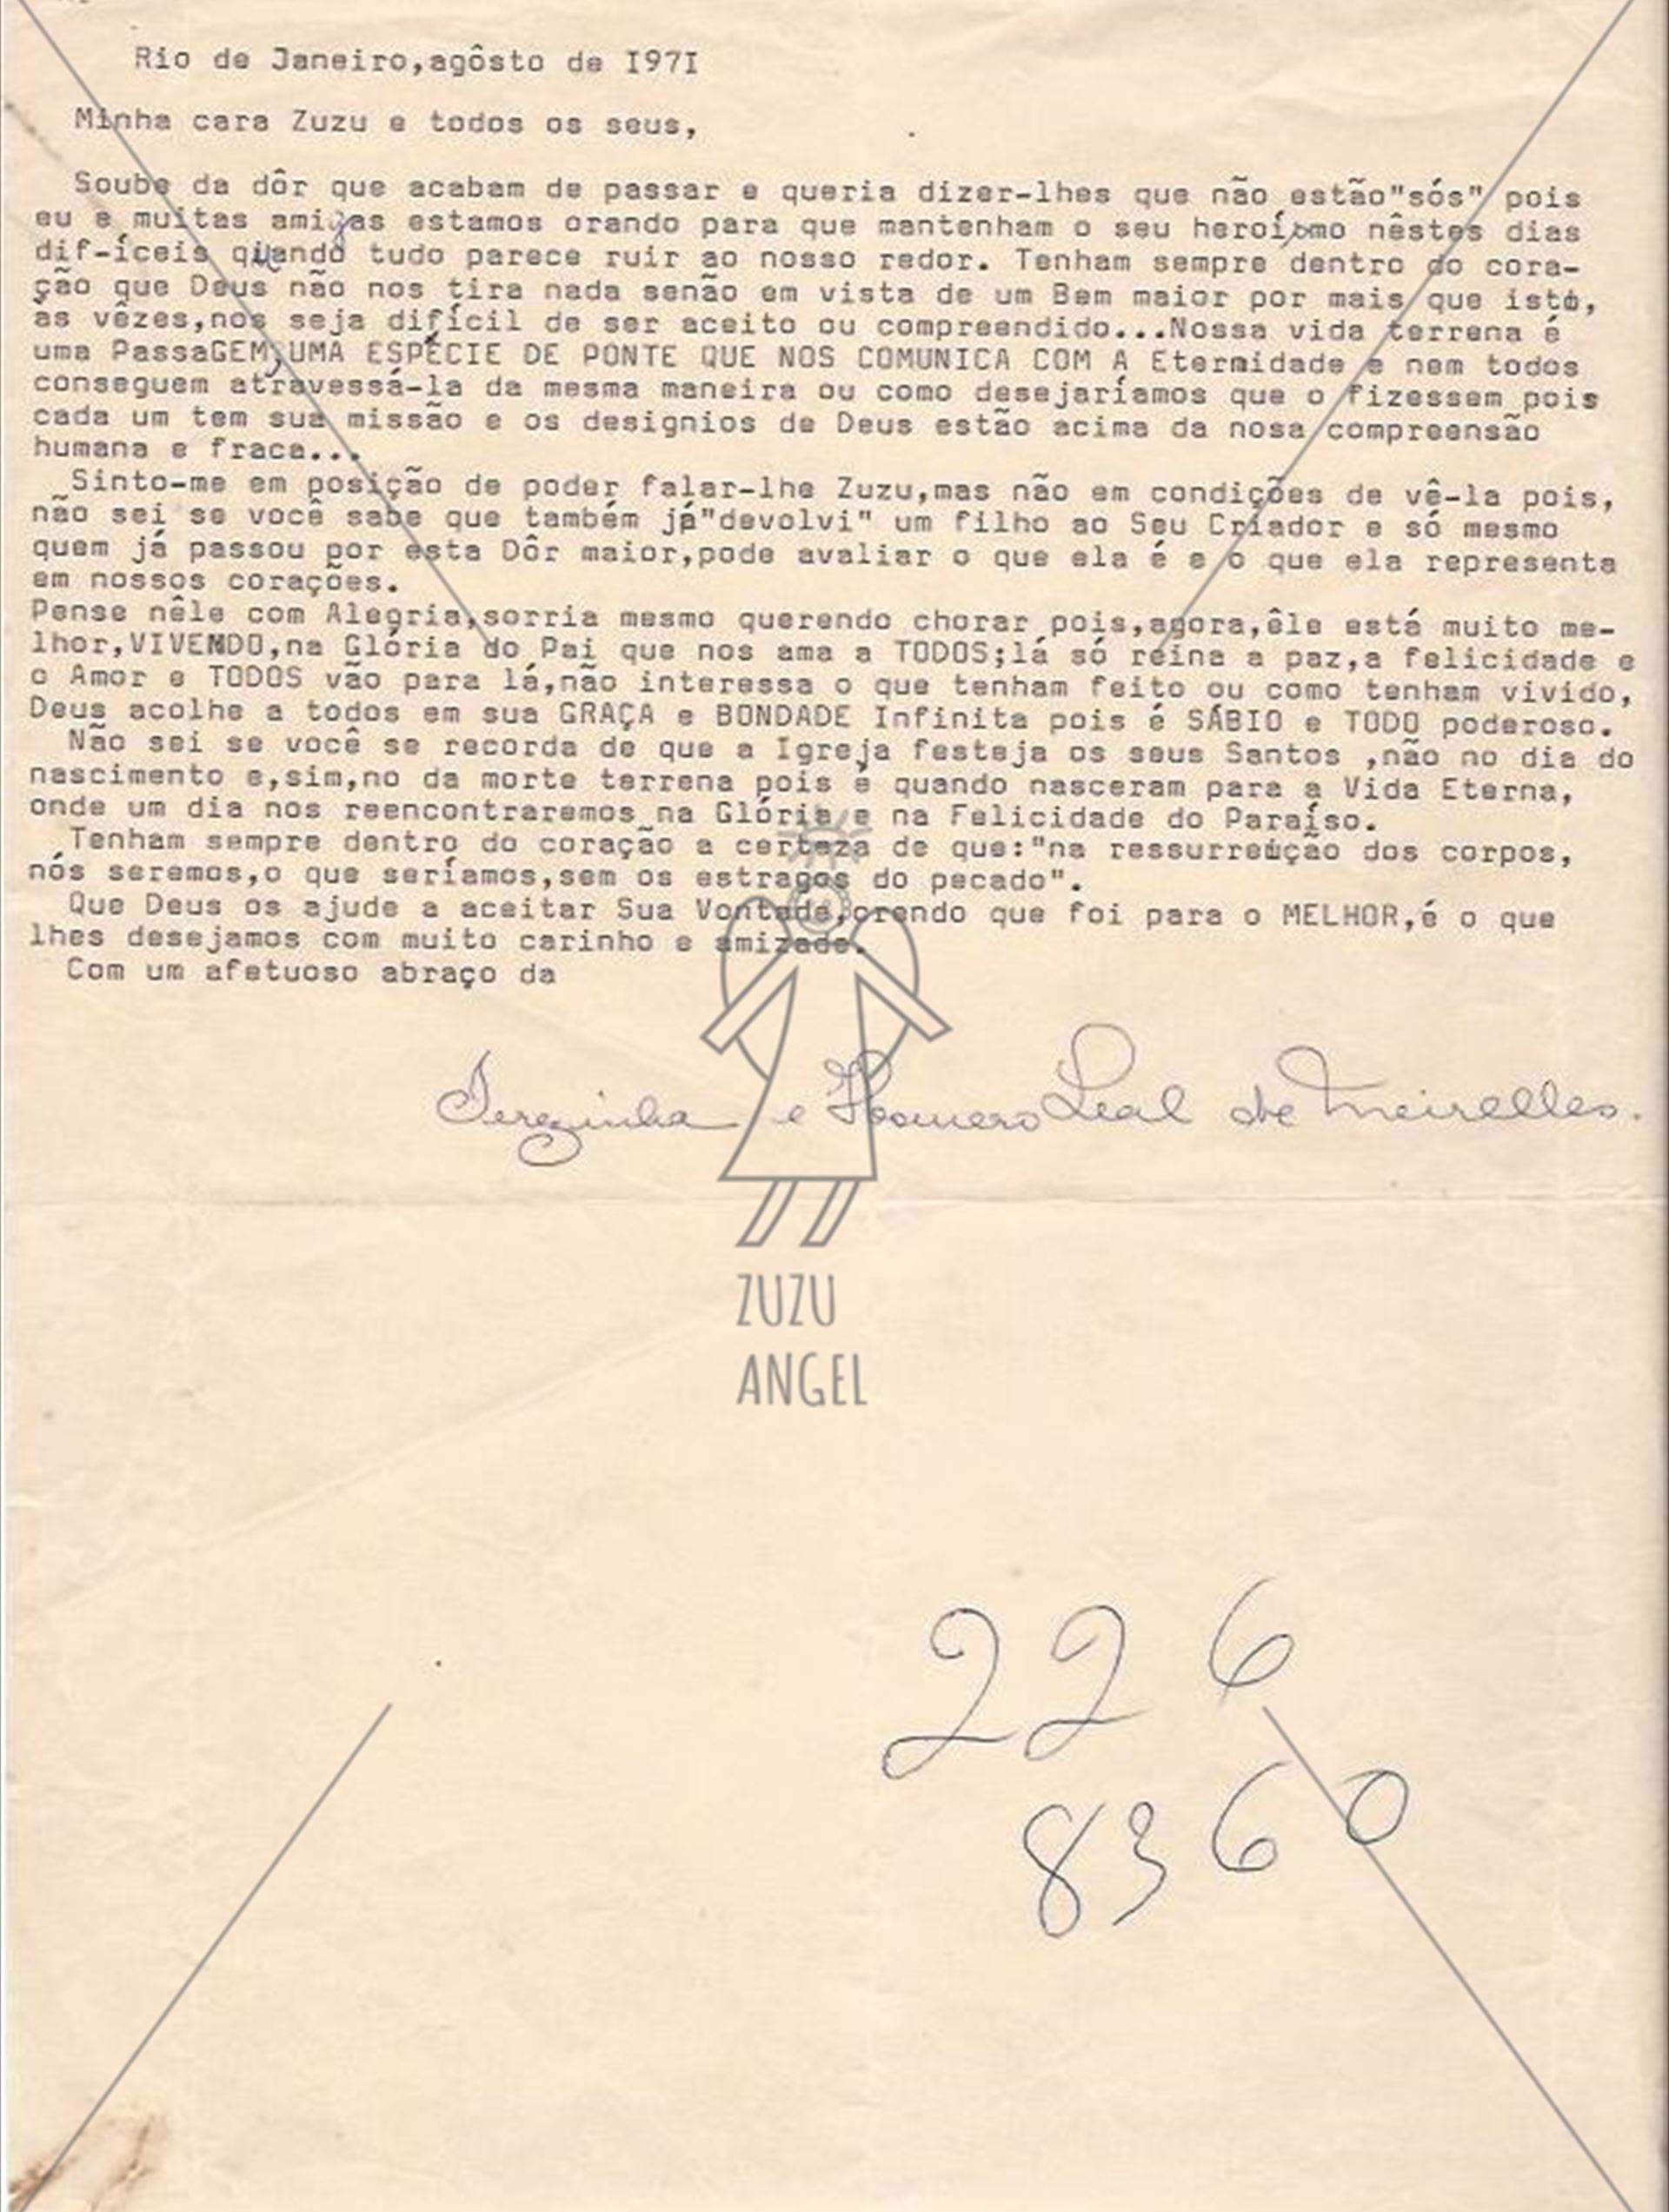 Rio de Janeiro,agôsto de I97I
Minha cara Zuzu e todos os seus,
Soube da dôr que acabam de passar e queria dizer-lhes que não estão"sós" pois
eu e muitas amigas estamos orando para que mantenham o seu heroísmo nêstes dias
dif-íceis quando tudo parece ruir ao nosso redor. Tenham sempre dentro do cora-
ção que Deus não nos tira nada senão em vista de um Bem maior por mais que isto,
às vêzes,nos seja difícil de ser aceito ou compreendido...Nossa vida terrena é
uma PassaGEM,UMA ESPÉCIE DE PONTE QUE NOS COMUNICA COM A Eternidade e nem todos
conseguem atravessá-la da mesma maneira ou como desejaríamos que o fizessem pois
cada um tem sua missão e os designios de Deus estão acima da nosa compreensão
humana e fraca...
Sinto-me em posição de poder falar-lhe Zuzu,mas não em condições de vê-la pois,
não sei se você sabe que também já"devolvi" um filho ao Seu Criador e só mesmo
quem já passou por esta Dôr maior,pode avaliar o que ela é e o que ela representa
em nossos corações.
Pense nêle com Alegria,sorria mesmo querendo chorar pois,agora,êle está muito me-
lhor,VIVENDO,na Glória do Pai que nos ama a TODOS;lá só reina a paz,a felicidade e
o Amor e TODOS vão para lá,não interessa o que tenham feito ou como tenham vivido,
Deus acolhe a todos em sua GRAÇA e BONDADE Infinita pois é SÁBIO e TODO poderoso.
Não sei se você se recorda de que a Igreja festeja os seus Santos ,não no dia do
nascimento e,sim,no da morte terrena pois é quando nasceram para a Vida Eterna,
onde um dia nos reencontraremos na Glória e na Felicidade do Paraíso.
Tenham sempre dentro do coração a certeza de que:"na ressurreição dos corpos,
nós seremos,o que seríamos,sem os estragos do pecado".
Que Deus os ajude a aceitar Sua Vontade,crendo que foi para o MELHOR,é o que
lhes desejamos com muito carinho e amizade.
Com um afetuoso abraço da
Terezinha e Homero Leal de Meirelles.
ZUZU
ANGEL
226
8360